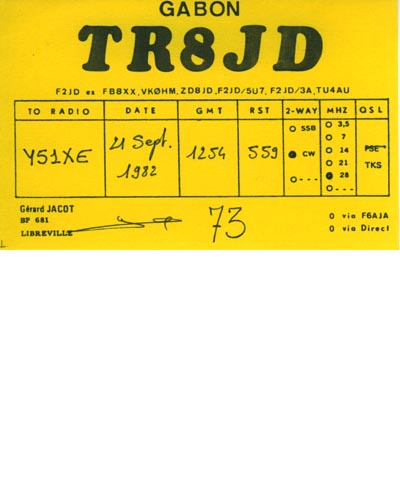 GABON
TR8JD
F2JD ex FB8XX,VKØHM,ZD8JD,F2JD/5U7,F2JD/3A,TU4AU
TO RADIO DATE GMT RST 2-WAY MHZ QSL
Y51XE 21 Sept. 1982 1254 559
SSB
CW
---
3,5
7
14
21
28
---
PSE
TKS
Gérard JACOT
BP 681
LIBREVILLE
73
O via F6AJA
O via Direct